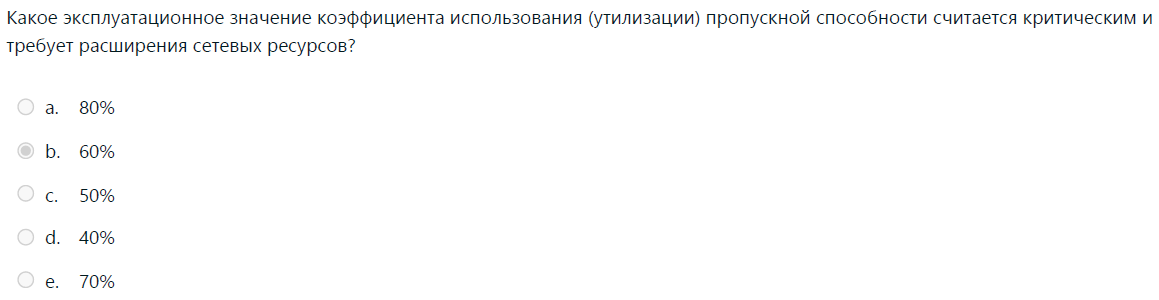 Какое эксплуатационное значение коэффициента использования (утилизации) пропускной способности считается критическим и
требует расширения сетевых ресурсов?
a. 80%
b. 60%
c. 50%
d. 40%
e. 70%